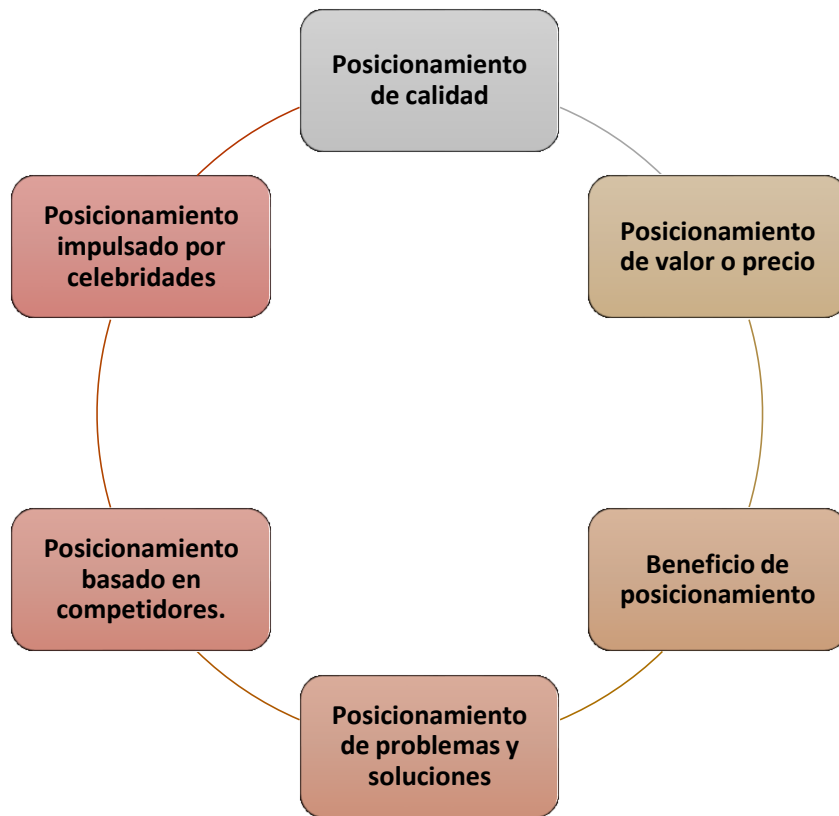 Posicionamiento
de calidad
Posicionamiento
de valor o precio
Beneficio de
posicionamiento
Posicionamiento
de problemas y
soluciones
Posicionamiento
basado en
competidores.
Posicionamiento
impulsado por
celebridades